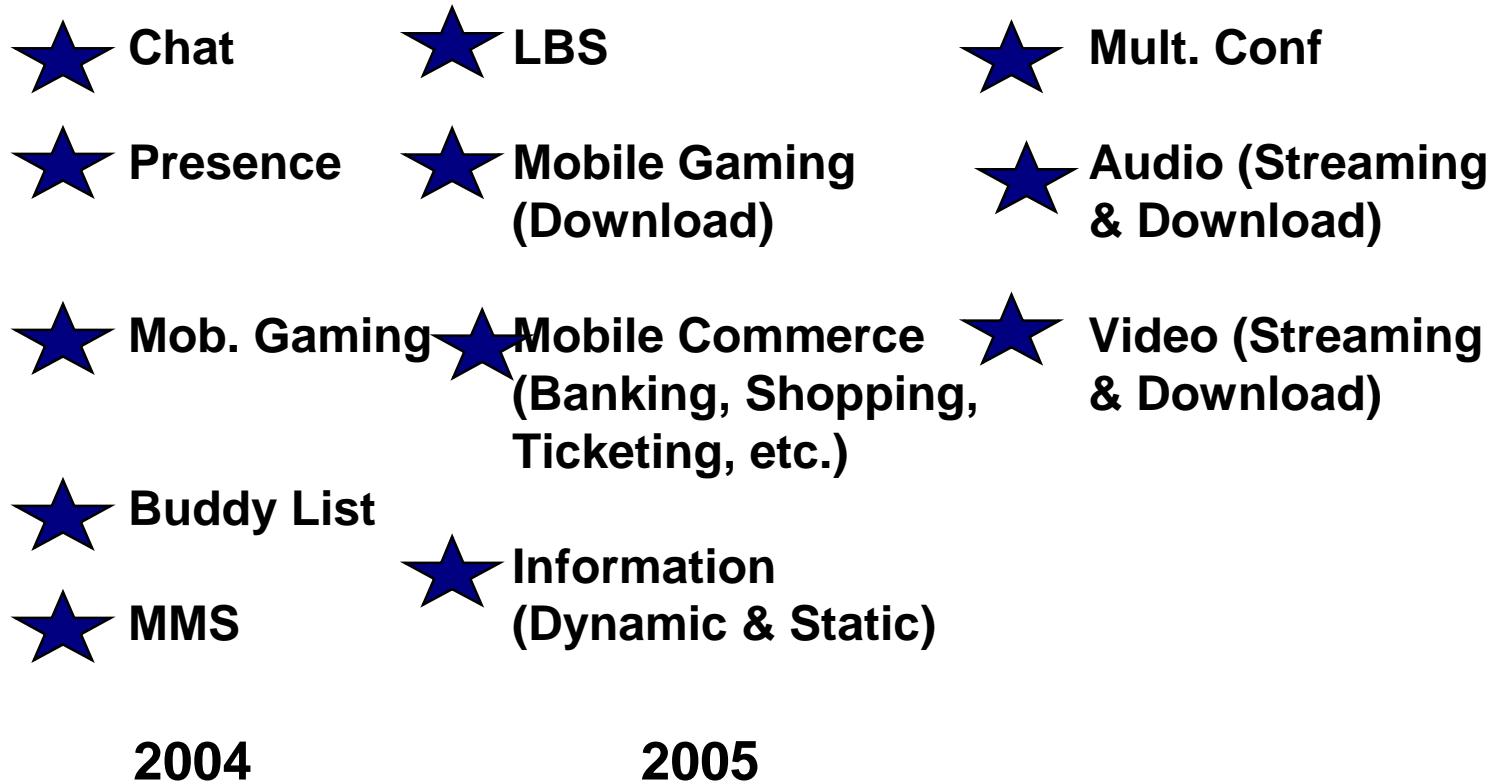 Chat
Presence
Mob. Gaming
Buddy List
MMS
2004
LBS
Mobile Gaming
(Download)
Mobile Commerce
(Banking, Shopping,
Ticketing, etc.)
Information
(Dynamic & Static)
2005
Mult. Conf
Audio (Streaming
& Download)
Video (Streaming
& Download)